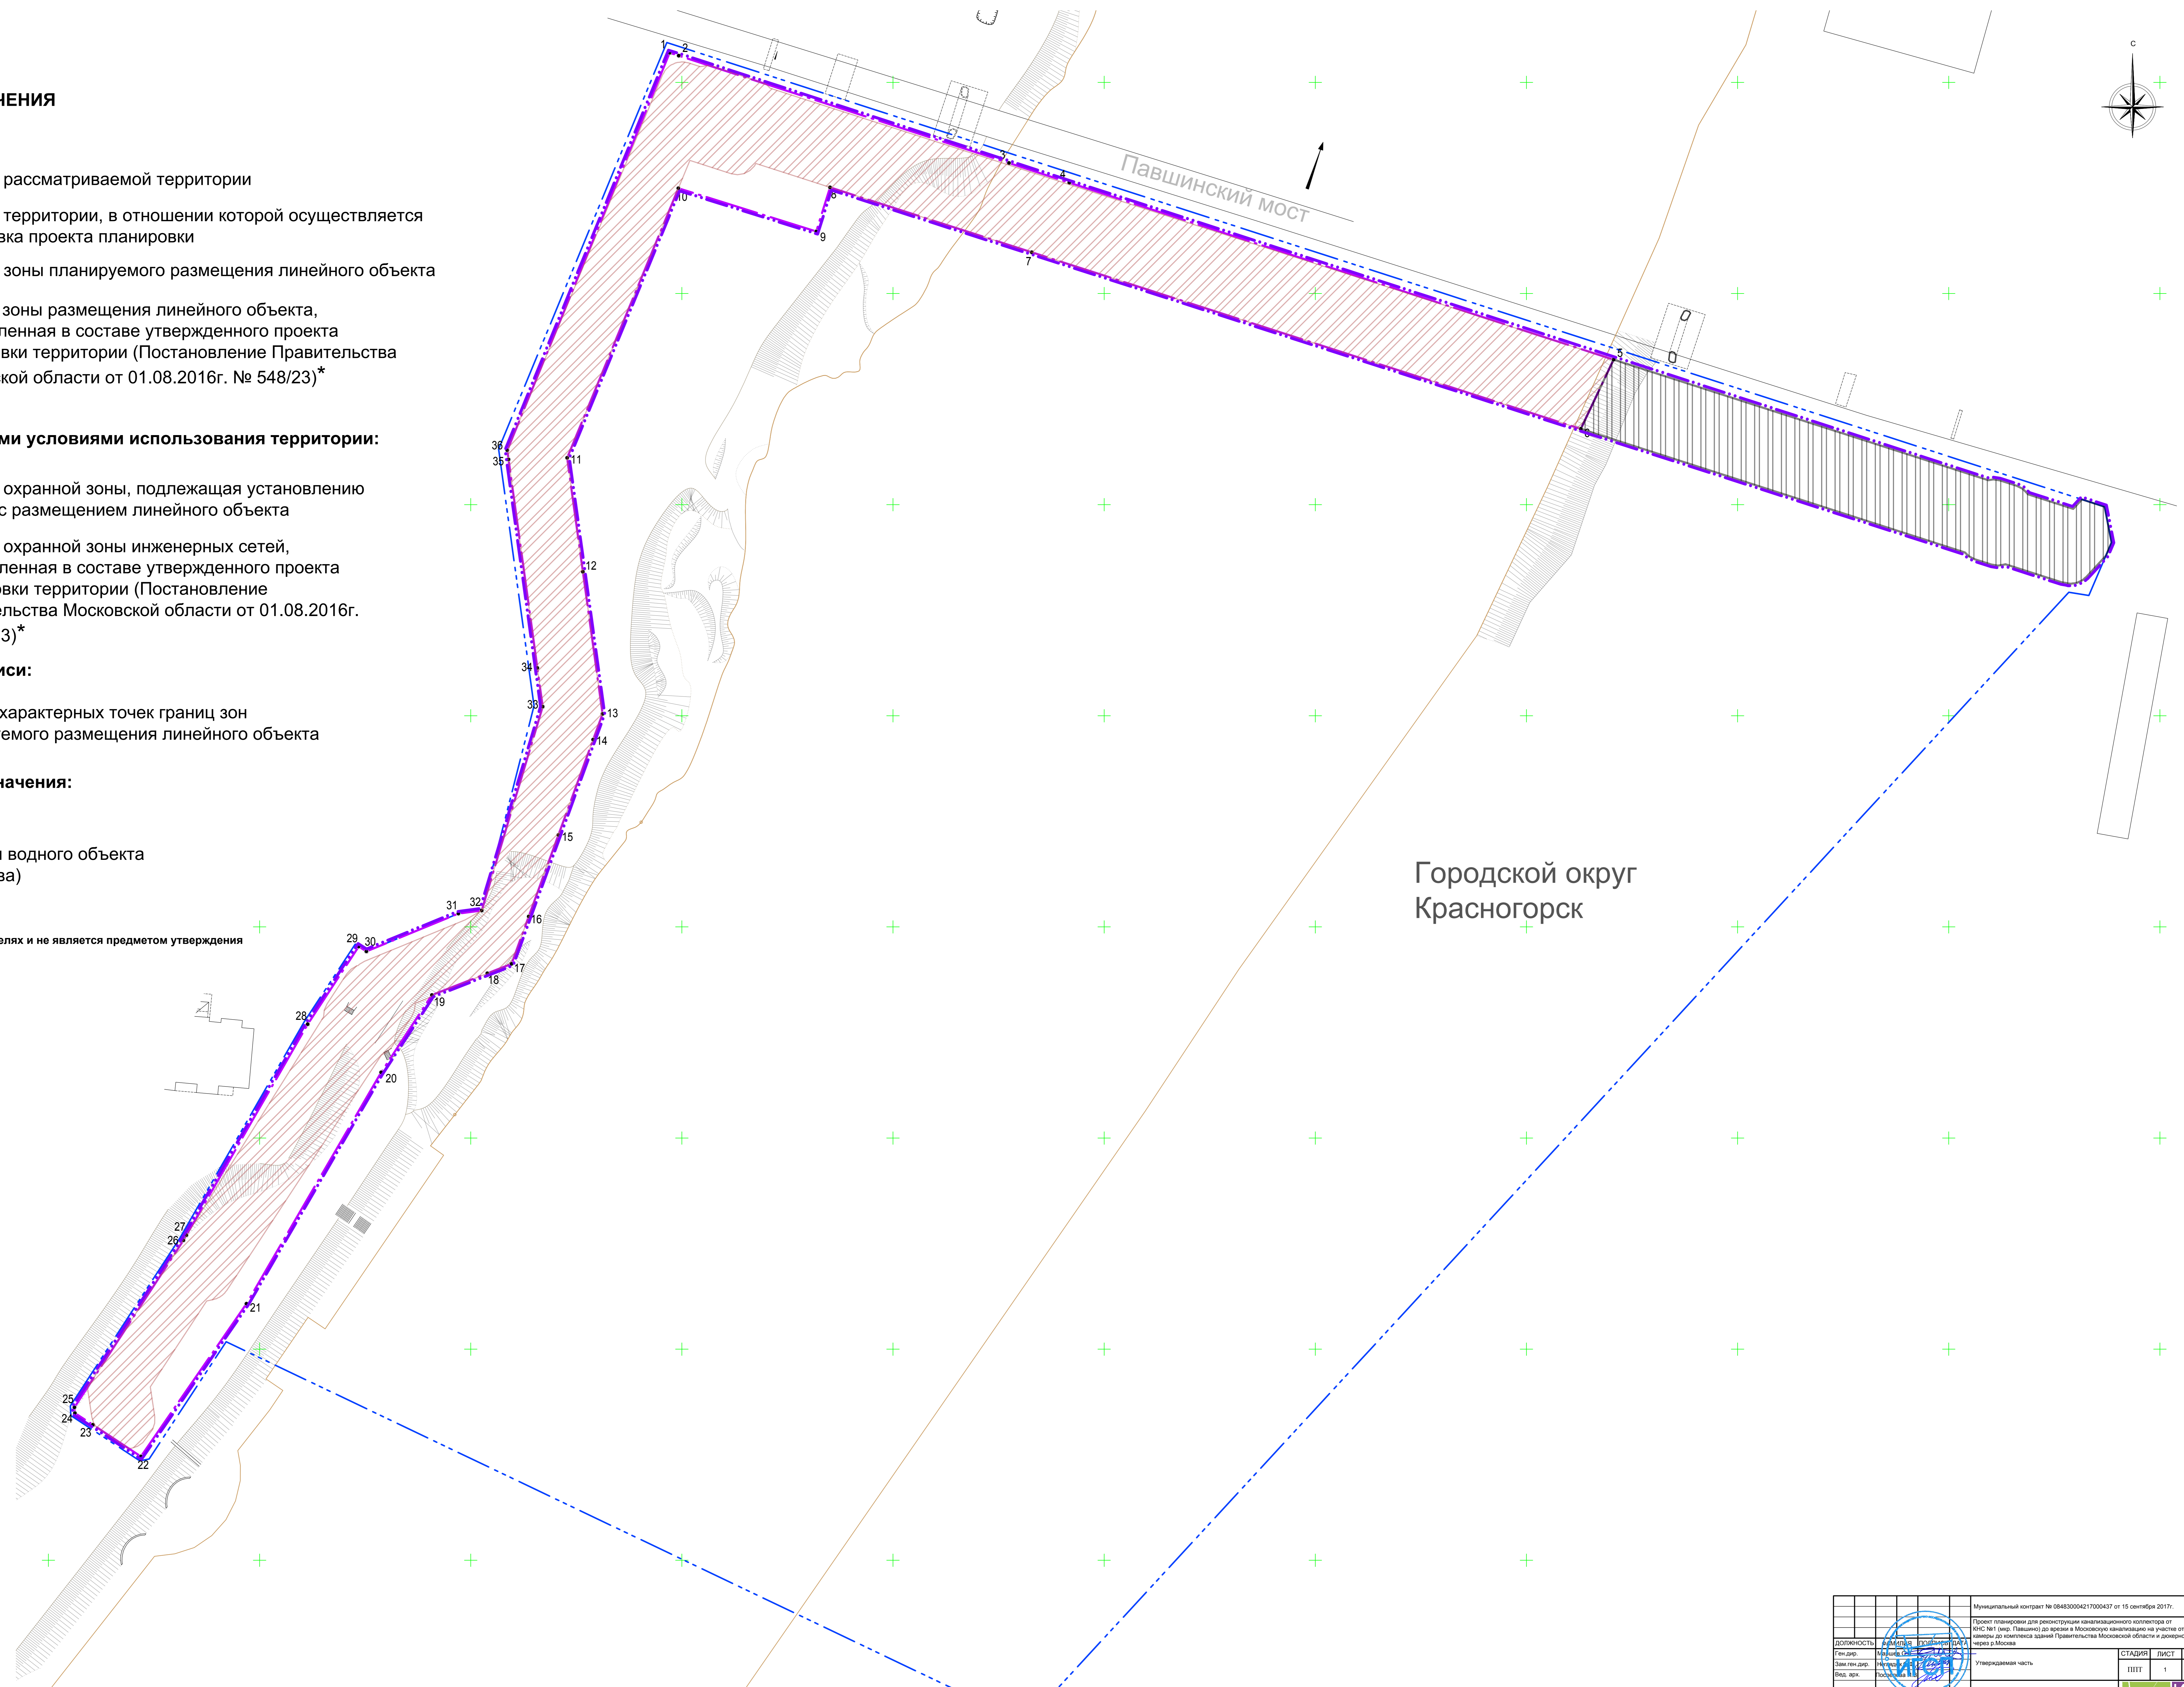 ЧЕНИЯ
рассматриваемой территории
территории, в отношении которой осуществляется
вка проекта планировки
зоны планируемого размещения линейного объекта
зоны размещения линейного объекта,
ленная в составе утвержденного проекта
вки территории (Постановление Правительства
ской области от 01.08.2016г. № 548/23)*
ми условиями использования территории:
охранной зоны, подлежащая установлению
с размещением линейного объекта
охранной зоны инженерных сетей,
ленная в составе утвержденного проекта
овки территории (Постановление
ельства Московской области от 01.08.2016г.
3)*
иси:
характерных точек границ зон
емого размещения линейного объекта
начения:
я водного объекта
ва)
елях и не является предметом утверждения
С
Павшинский мост
Городской округ
Красногорск
1
2
3
4
5
6
7
8
9
10
11
12
13
14
15
16
17
18
19
20
21
22
23
24
25
26
27
28
29
30
31
32
33
34
35
36
Муниципальный контракт № 084830004217000437 от 15 сентября 2017г.
Проект планировки для реконструкции канализационного коллектора от
КНС №1 (мкр. Павшино) до врезки в Московскую канализацию на участке от
камеры до комплекса зданий Правительства Московской области и дюкерно
через р.Москва
ДОЛЖНОСТЬ ФАМИЛИЯ ПОДПИСЬ ДАТА
Ген.дир.
Зам.ген.дир.
Вед. арх.
Утверждаемая часть
СТАДИЯ ЛИСТ
ППТ 1
ИГСП